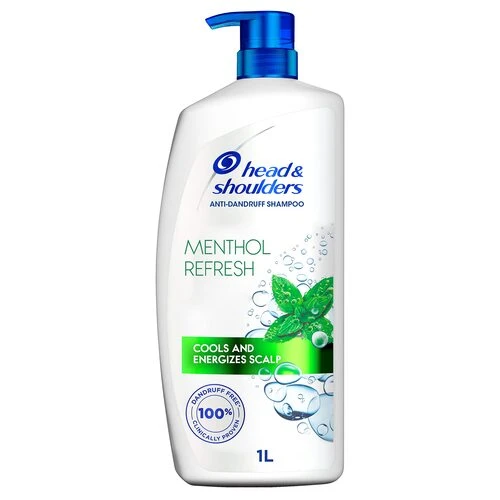 head&
shoulders
ANTI-DANDRUFF SHAMPOO
MENTHOL
REFRESH
COOLS AND
ENERGIZES SCALP
DANDRUFF FREE*
100%
CLINICALLY PROVEN
1L